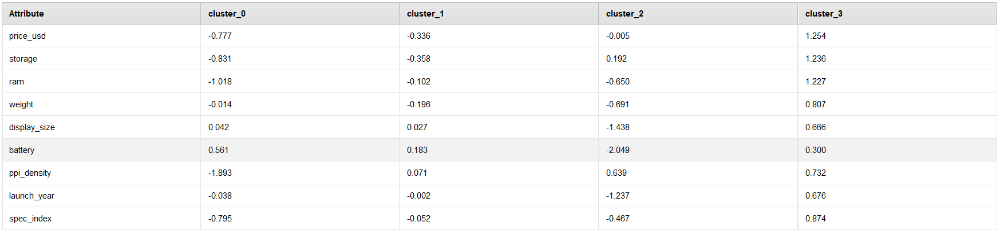 Attribute cluster_0 cluster_1 cluster_2 cluster_3
price_usd -0.777 -0.336 -0.005 1.254
storage -0.831 -0.358 0.192 1.236
ram -1.018 -0.102 -0.650 1.227
weight -0.014 -0.196 -0.691 0.807
display_size 0.042 0.027 -1.438 0.666
battery 0.561 0.183 -2.049 0.300
ppi_density -1.893 0.071 0.639 0.732
launch_year -0.038 -0.002 -1.237 0.676
spec_index -0.795 -0.052 -0.467 0.874